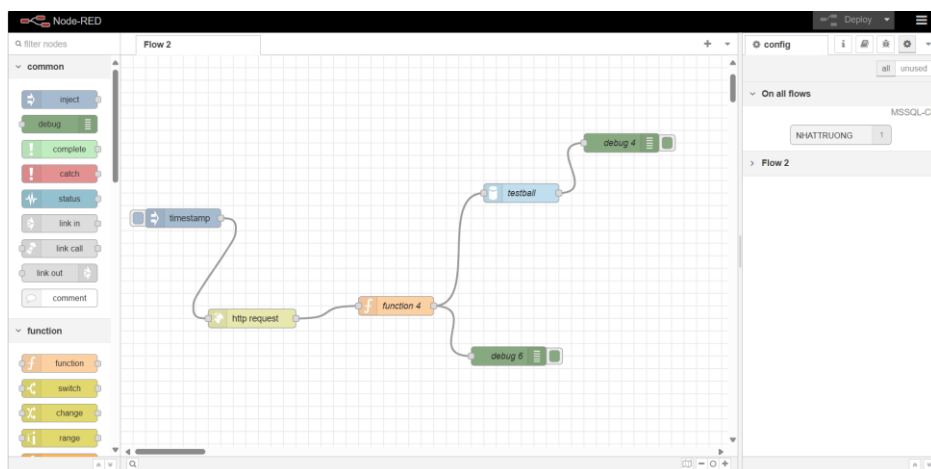 Node-RED
Deploy
filter nodes
Flow 2
config
i
all
unused
common
On all flows
MSSQL-C
inject
NHATTRUONG
1
debug
debug 4
complete
Flow 2
catch
status
testball
link in
timestamp
link call
link out
function 4
comment
http request
function
debug 6
function
switch
change
range